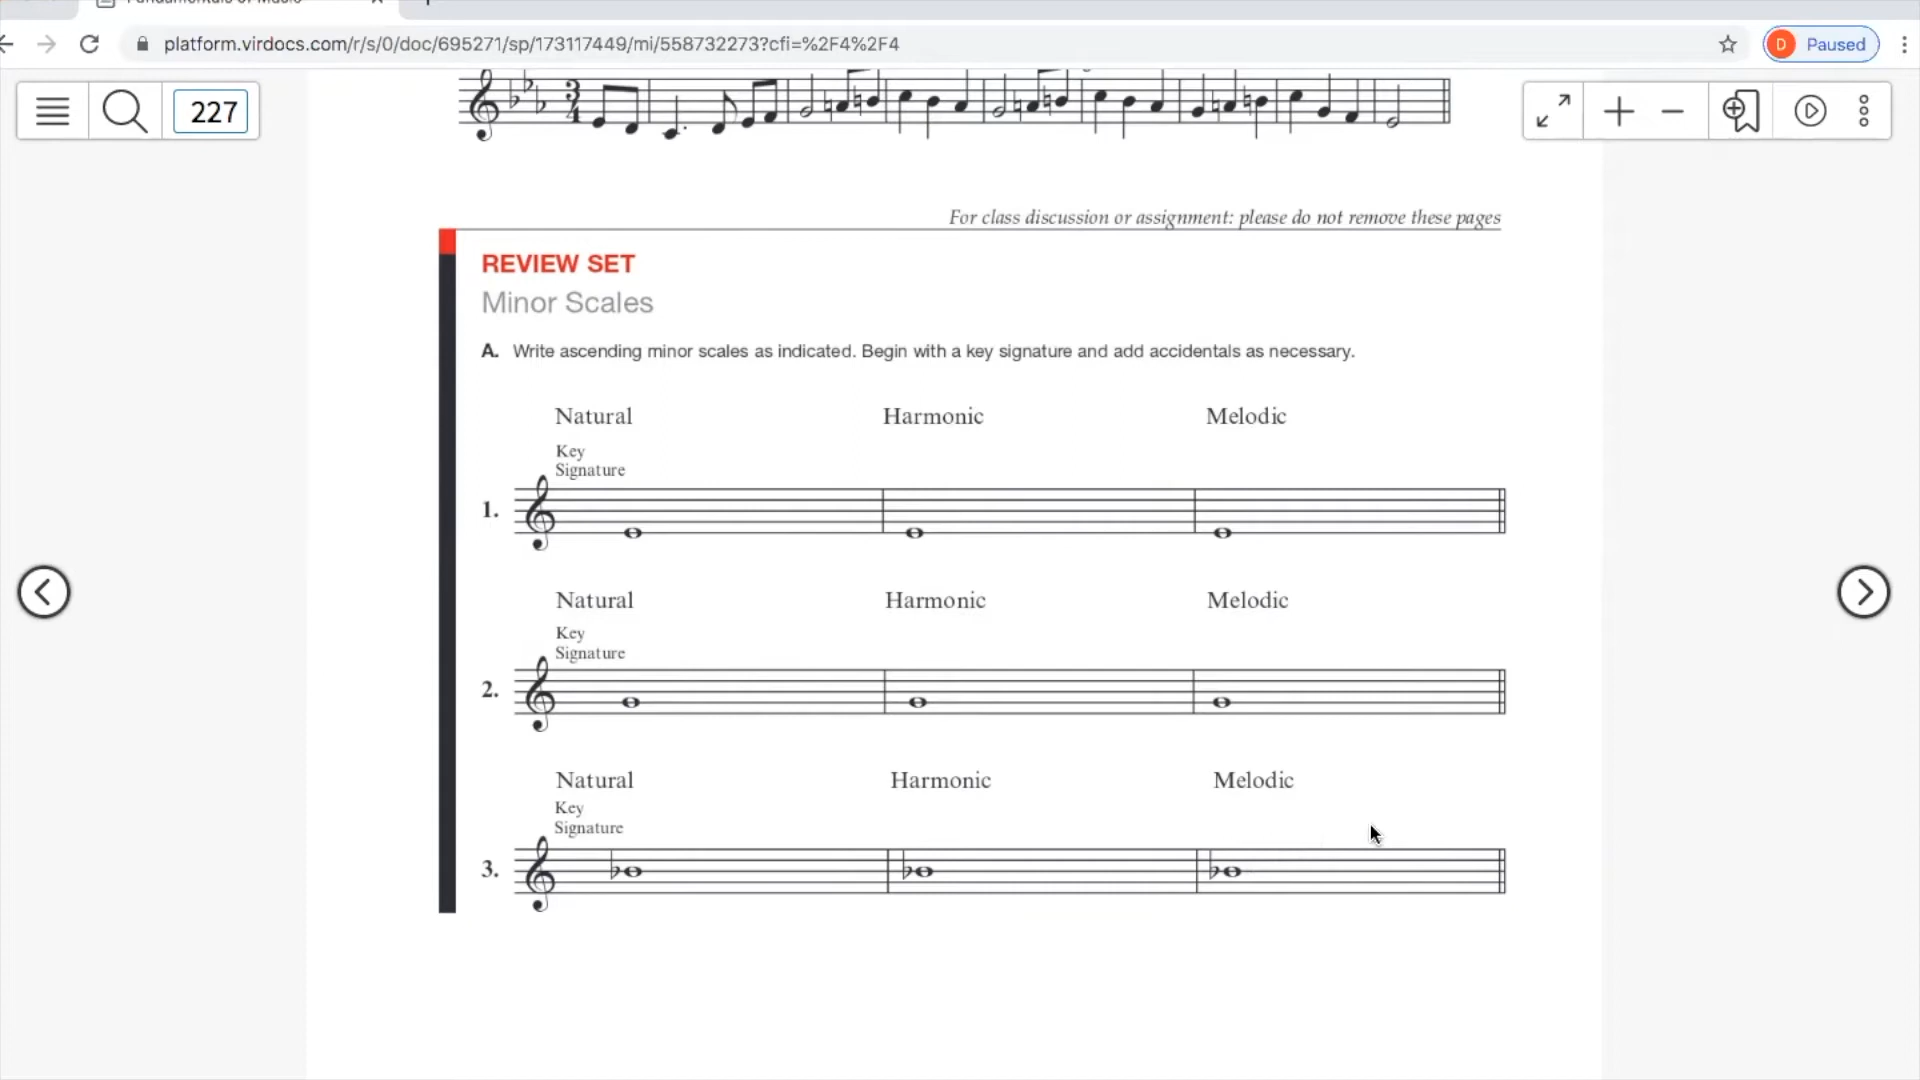 platform.virdocs.com/r/s/0/doc/695271/sp/173117449/mi/558732273?cfi=%2F4%2F4
D
Paused
227
3
4
For class discussion or assignment: please do not remove these pages
REVIEW SET
Minor Scales
A. Write ascending minor scales as indicated. Begin with a key signature and add accidentals as necessary.
Natural Harmonic Melodic
Key
Signature
1.
Natural Harmonic Melodic
Key
Signature
2.
Natural Harmonic Melodic
Key
Signature
3.